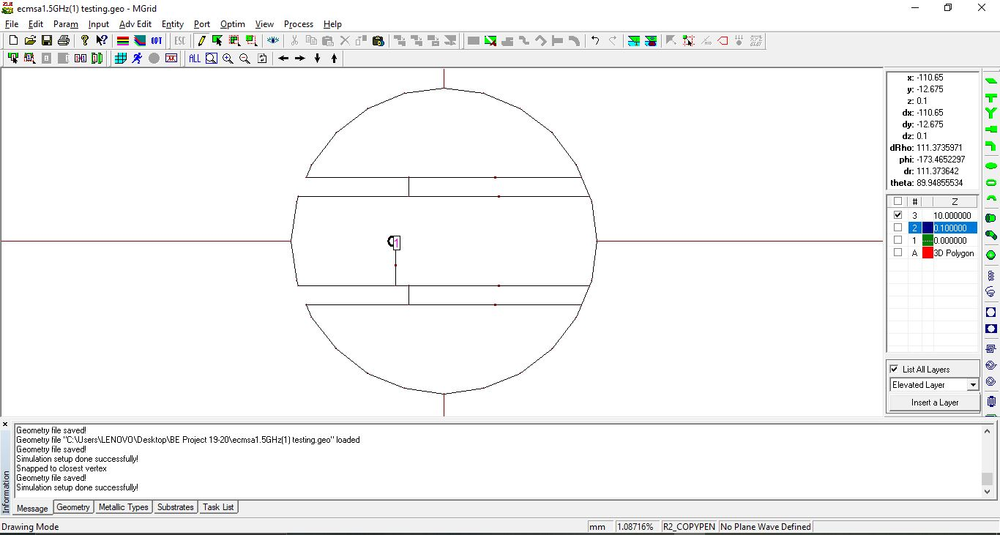 ecmsa1.5GHz(1) testing.geo - MGrid
File Edit Param Input Adv Edit Entity Port Optim View Process Help
OPT ESC
ALL
x: -110.65
y: -12.675
z: 0.1
dx: -110.65
dy: -12.675
dz: 0.1
dRho: 111.3735971
phi: -173.4652297
dr: 111.373642
theta: 89.94855534
# Z
3 10.000000
2 0.100000
1 0.000000
A 3D Polygon
1
List All Layers
Elevated Layer
Insert a Layer
Geometry file saved!
Geometry file "C:\Users\LENOVO\Desktop\BE Project 19-20\ecmsa1.5GHz(1) testing.geo" loaded
Geometry file saved!
Simulation setup done successfully!
Snapped to closest vertex
Geometry file saved!
Simulation setup done successfully!
Information
Message Geometry Metallic Types Substrates Task List
Drawing Mode mm 1.08716% R2_COPYPEN No Plane Wave Defined